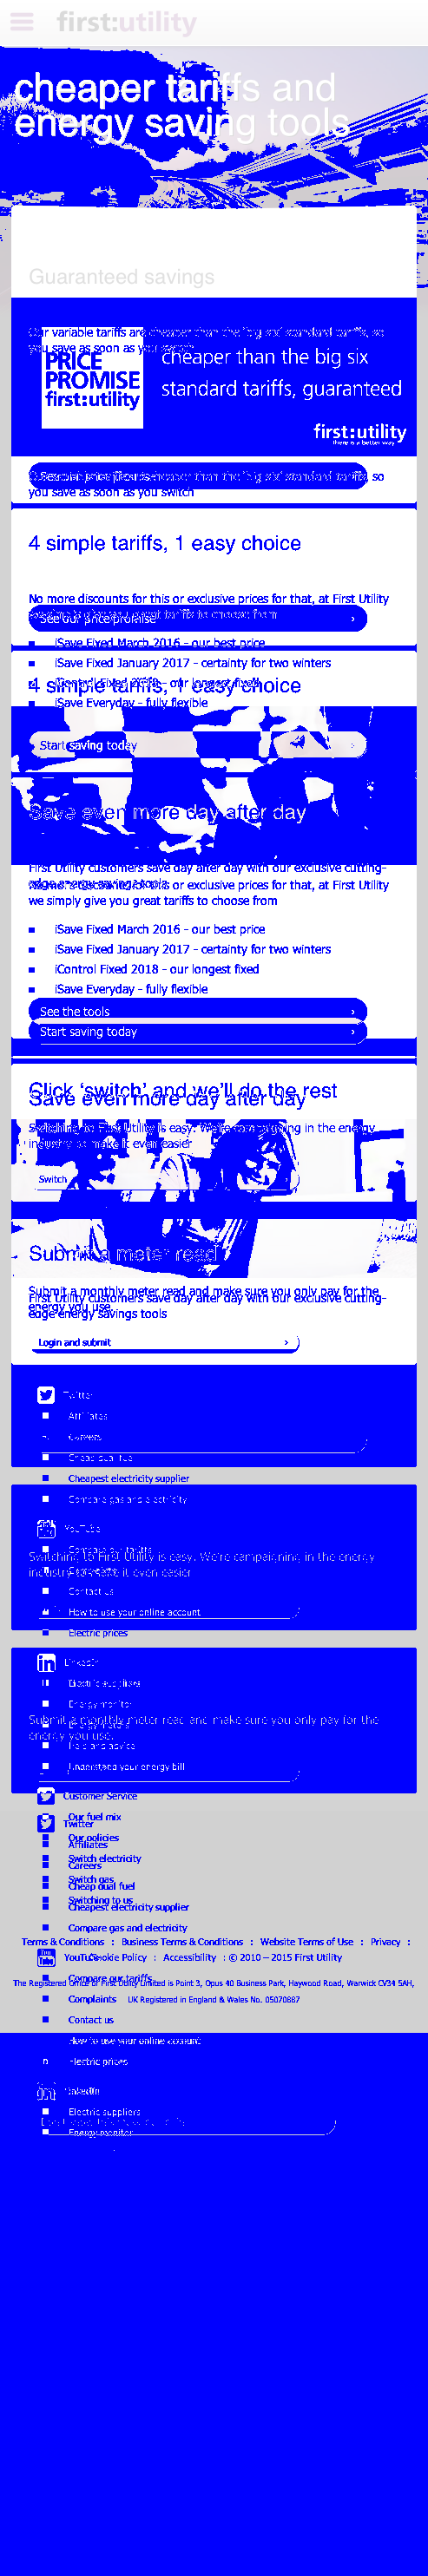 first:utility
cheaper tariffs and
energy saving tools
Guaranteed savings
Our variable tariffs are cheaper than the big six standard tariffs, so
you save as soon as you switch
PRICE
PROMISE
first:utility
cheaper than the big six
standard tariffs, guaranteed
first:utility
there is a better way
See our price promise
you save as soon as you switch
4 simple tariffs, 1 easy choice
No more discounts for this or exclusive prices for that, at First Utility
See our price promise
iSave Fixed March 2016 - our best price
iSave Fixed January 2017 - certainty for two winters
4 simple tariffs, 1 easy choice
iControl Fixed 2018 - our longest fixed
iSave Everyday - fully flexible
Start saving today
Save even more day after day
First Utility customers save day after day with our exclusive cutting-
edge energy saving tools
No more discounts for this or exclusive prices for that, at First Utility
we simply give you great tariffs to choose from
iSave Fixed March 2016 - our best price
iSave Fixed January 2017 - certainty for two winters
iControl Fixed 2018 - our longest fixed
iSave Everyday - fully flexible
See the tools
Start saving today
Click ‘switch’ and we’ll do the rest
Save even more day after day
Switching to First Utility is easy. We're campaigning in the energy
industry to make it even easier
Switch
Submit a meter read
Submit a monthly meter read and make sure you only pay for the
energy you use.
First Utility customers save day after day with our exclusive cutting-
edge energy savings tools
Login and submit
Twitter
Affiliates
Careers
Cheap dual fuel
Cheapest electricity supplier
Compare gas and electricity
YouTube
Compare our tariffs
Switching to First Utility is easy. We're campaigning in the energy
industry to make it even easier
Complaints
Contact us
How to use your online account
Electric prices
LinkedIn
Electric suppliers
Energy monitor
Submit a monthly meter read and make sure you only pay for the
energy you use.
Help and advice
Understand your energy bill
Customer Service
Our fuel mix
Twitter
Our policies
Affiliates
Switch electricity
Careers
Switch gas
Cheap dual fuel
Switching to us
Cheapest electricity supplier
Compare gas and electricity
Terms & Conditions : Business Terms & Conditions : Website Terms of Use : Privacy :
YouTube
Cookie Policy : Accessibility : © 2010 – 2015 First Utility
Compare our tariffs
The Registered Office of First Utility Limited is Point 3, Opus 40 Business Park, Haywood Road, Warwick CV34 5AH,
Complaints
UK Registered in England & Wales No. 05070887
Contact us
How to use your online account
Electric prices
LinkedIn
Electric suppliers
Energy monitor